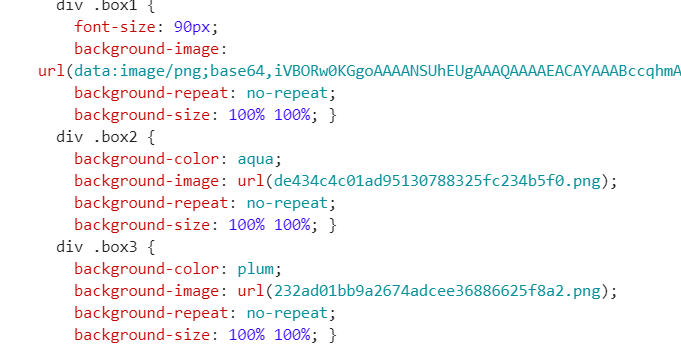 div .box1 {
font-size: 90px;
background-image:
url(data:image/png;base64,iVBORw0KGgoAAAANSUhEUgAAAQAAAAEACAYAAABccqhmA
background-repeat: no-repeat;
background-size: 100% 100%; }
div .box2 {
background-color: aqua;
background-image: url(de434c4c01ad95130788325fc234b5f0.png);
background-repeat: no-repeat;
background-size: 100% 100%; }
div .box3 {
background-color: plum;
background-image: url(232ad01bb9a2674adcee36886625f8a2.png);
background-repeat: no-repeat;
background-size: 100% 100%; }